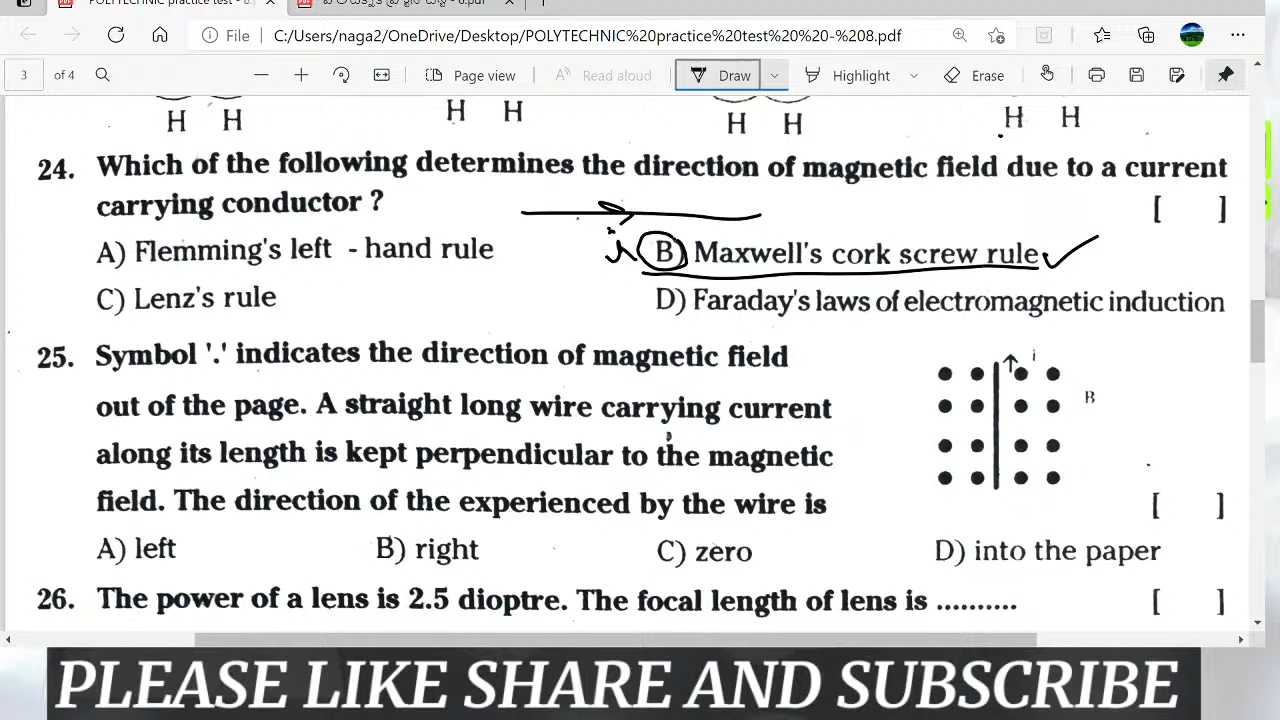 POLYTECHNIC practice test - 8.pdf
File C:/Users/naga2/OneDrive/Desktop/POLYTECHNIC%20practice%20test%20%20-%208.pdf
3 of 4 Page view Read aloud Draw Highlight Erase
H H H H H H H H
24. Which of the following determines the direction of magnetic field due to a current
carrying conductor ? [ ]
i
A) Flemming's left - hand rule B) Maxwell's cork screw rule
C) Lenz's rule D) Faraday's laws of electromagnetic induction
25. Symbol '.' indicates the direction of magnetic field
i
out of the page. A straight long wire carrying current
B
along its length is kept perpendicular to the magnetic
field. The direction of the experienced by the wire is [ ]
A) left B) right C) zero D) into the paper
26. The power of a lens is 2.5 dioptre. The focal length of lens is .......... [ ]
PLEASE LIKE SHARE AND SUBSCRIBE